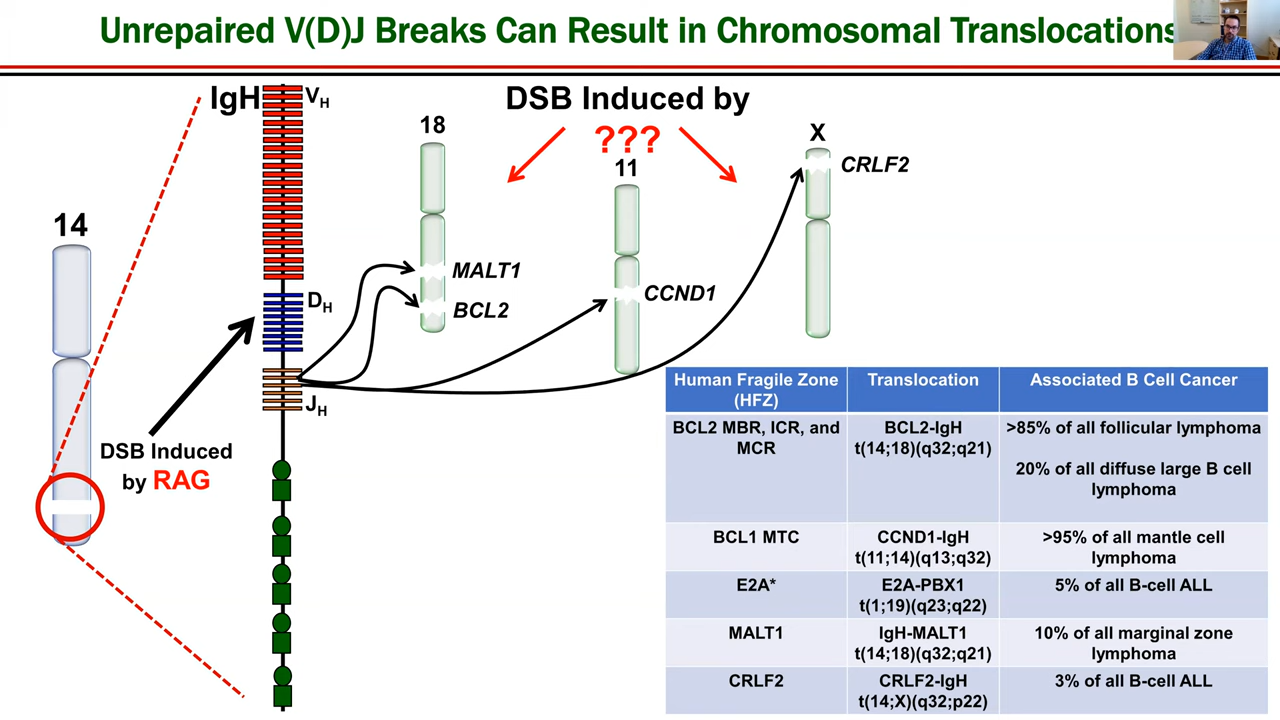 Unrepaired V(D)J Breaks Can Result in Chromosomal Translocations
IgH
VH
DSB Induced by
???
18
11
X
CRLF2
14
MALT1
BCL2
CCND1
DH
JH
DSB Induced
by RAG
Human Fragile Zone
(HFZ)
Translocation
Associated B Cell Cancer
BCL2 MBR, ICR, and
MCR
BCL2-IgH
t(14;18)(q32;q21)
>85% of all follicular lymphoma
20% of all diffuse large B cell
lymphoma
BCL1 MTC
CCND1-IgH
t(11;14)(q13;q32)
>95% of all mantle cell
lymphoma
E2A*
E2A-PBX1
t(1;19)(q23;q22)
5% of all B-cell ALL
MALT1
IgH-MALT1
t(14;18)(q32;q21)
10% of all marginal zone
lymphoma
CRLF2
CRLF2-IgH
t(14;X)(q32;p22)
3% of all B-cell ALL